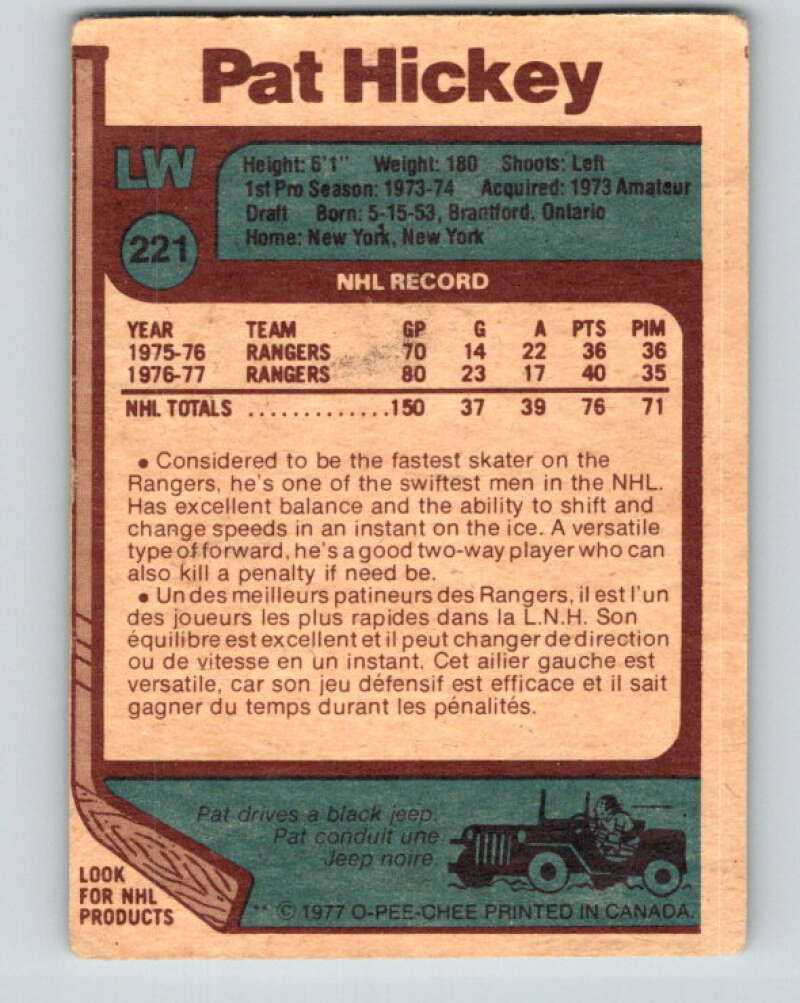 Pat Hickey
LW
Height: 6'1" Weight: 180 Shoots: Left
1st Pro Season: 1973-74 Acquired: 1973 Amateur
Draft Born: 5-15-53, Brantford, Ontario
Home: New York, New York
221
NHL RECORD
YEAR TEAM GP G A PTS PIM
1975-76 RANGERS 70 14 22 36 36
1976-77 RANGERS 80 23 17 40 35
NHL TOTALS .............150 37 39 76 71
• Considered to be the fastest skater on the
Rangers, he's one of the swiftest men in the NHL.
Has excellent balance and the ability to shift and
change speeds in an instant on the ice. A versatile
type of forward, he's a good two-way player who can
also kill a penalty if need be.
• Un des meilleurs patineurs des Rangers, il est l'un
des joueurs les plus rapides dans la L.N.H. Son
équilibre est excellent et il peut changer de direction
ou de vitesse en un instant. Cet ailier gauche est
versatile, car son jeu défensif est efficace et il sait
gagner du temps durant les pénalités.
Pat drives a black jeep.
Pat conduit une
Jeep noire.
LOOK
FOR NHL
PRODUCTS
** © 1977 O-PEE-CHEE PRINTED IN CANADA.